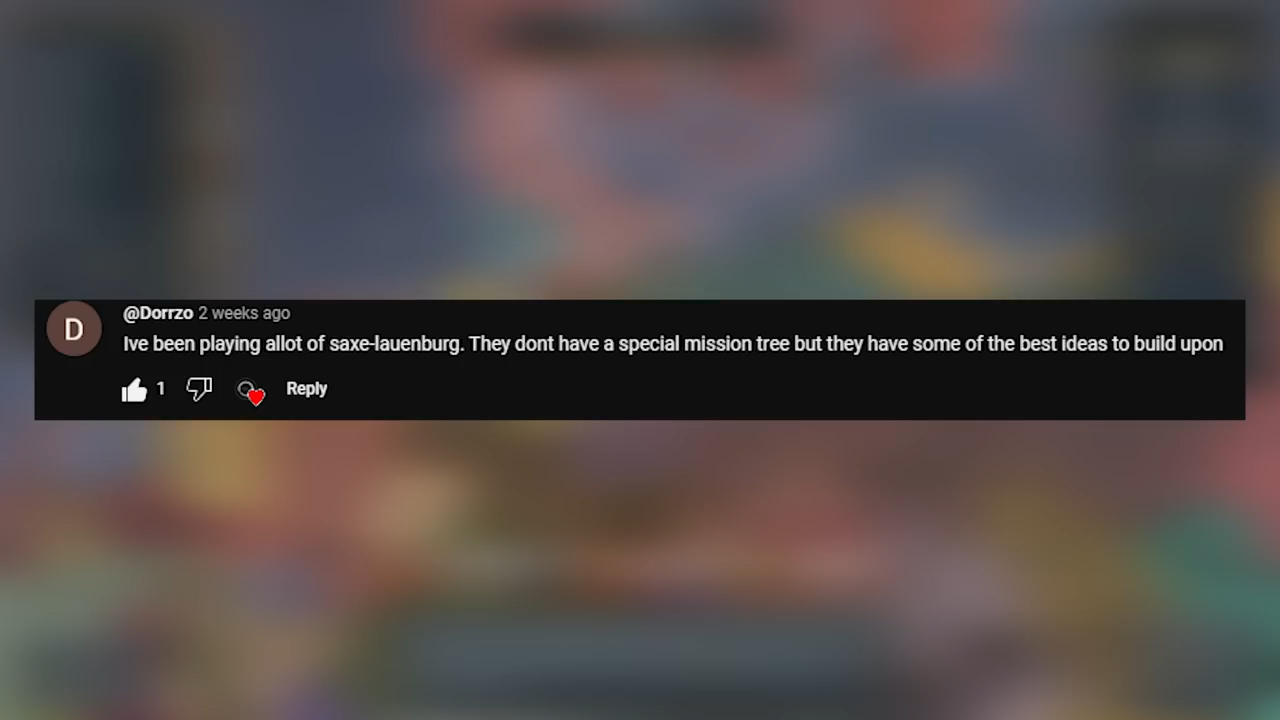 D
@Dorrzo 2 weeks ago
Ive been playing allot of saxe-lauenburg. They dont have a special mission tree but they have some of the best ideas to build upon
1 Reply